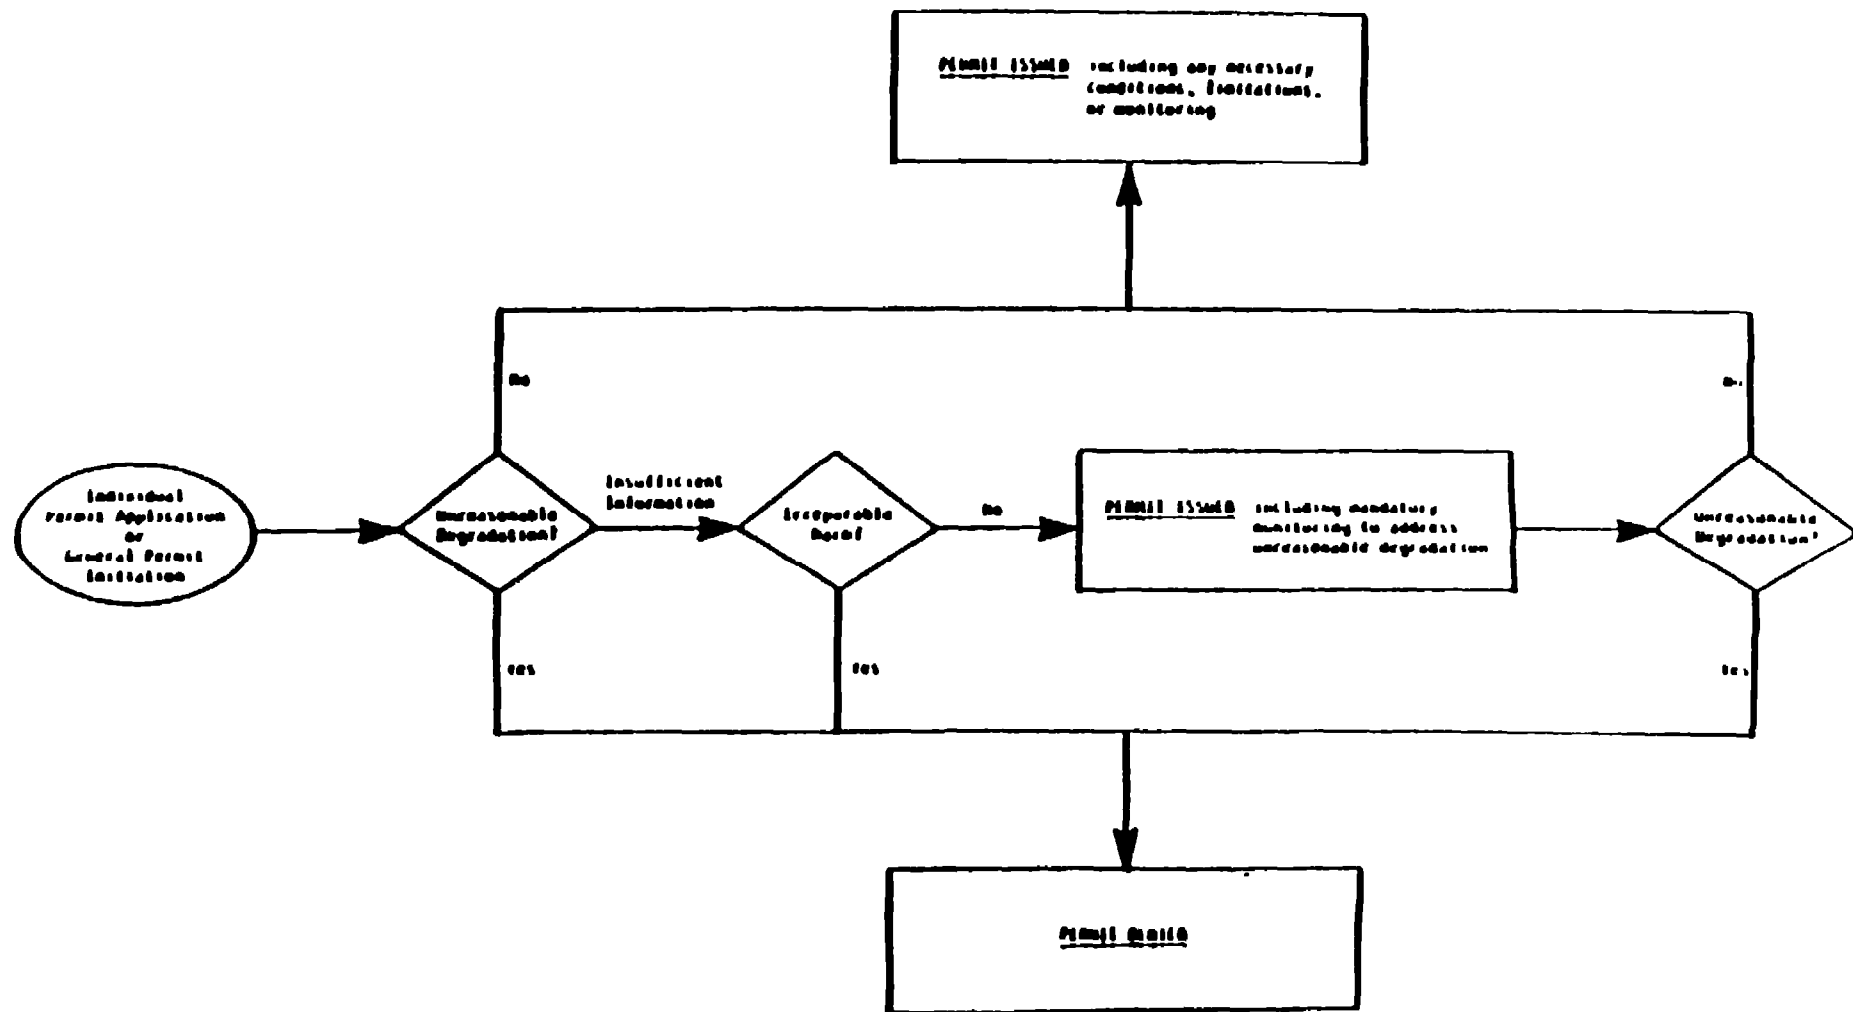 PERMIT ISSUED including any necessary
conditions, limitations,
or monitoring
No
No
Individual
Permit Application
or
General Permit
Initiation
Unreasonable
Degradation?
Insufficient
Information
Irreparable
Harm?
No
PERMIT ISSUED including mandatory
monitoring to address
unreasonable degradation
Unreasonable
Degradation?
Yes
Yes
Yes
PERMIT DENIED